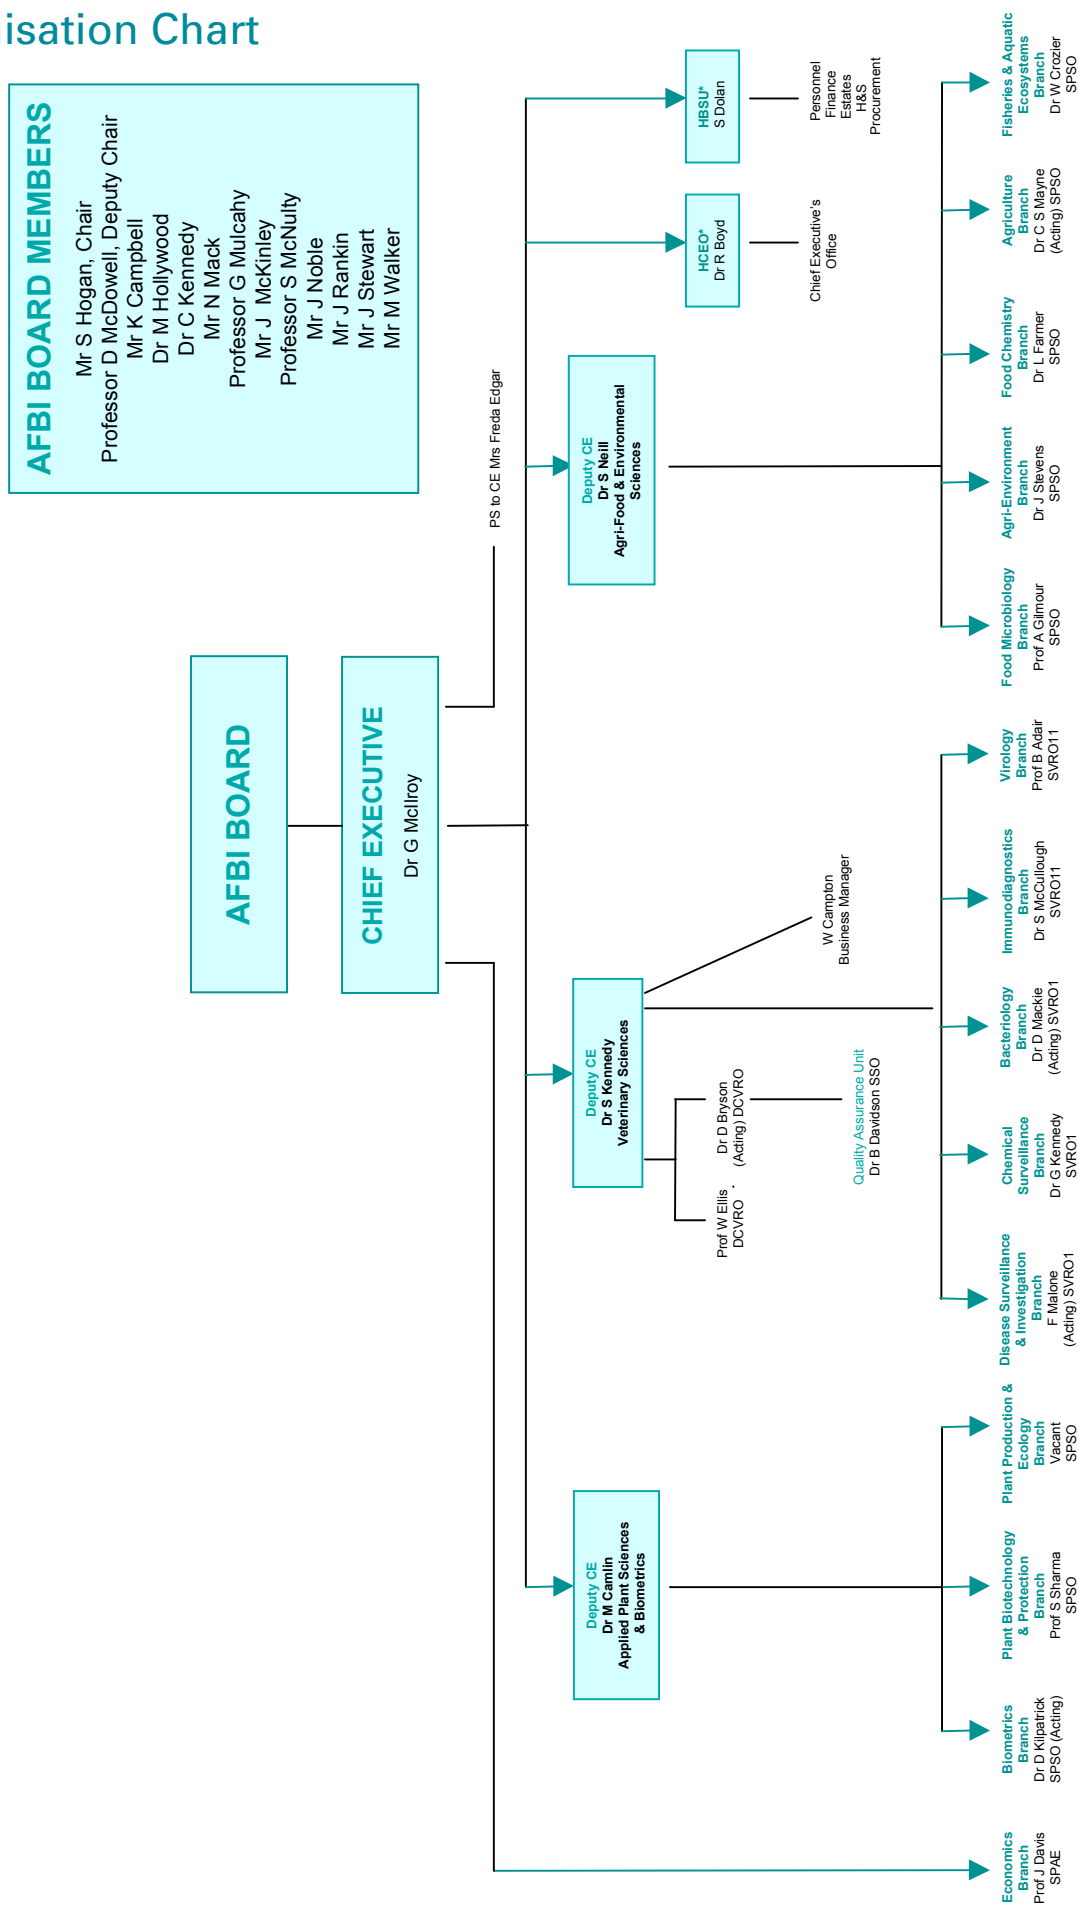 isation Chart
AFBI BOARD MEMBERS
Mr S Hogan, Chair
Professor D McDowell, Deputy Chair
Mr K Campbell
Dr M Hollywood
Dr C Kennedy
Mr N Mack
Professor G Mulcahy
Mr J McKinley
Professor S McNulty
Mr J Noble
Mr J Rankin
Mr J Stewart
Mr M Walker
AFBI BOARD
CHIEF EXECUTIVE
Dr G McIlroy
PS to CE Mrs Freda Edgar
Deputy CE
Dr M Camlin
Applied Plant Sciences
& Biometrics
Deputy CE
Dr S Kennedy
Veterinary Sciences
Deputy CE
Dr S Neill
Agri-Food & Environmental
Sciences
HCEO*
Dr R Boyd
HBSU*
S Dolan
Prof W Ellis
DCVRO
Dr D Bryson
(Acting) DCVRO
Quality Assurance Unit
Dr B Davidson SSO
W Campton
Business Manager
Chief Executive's
Office
Personnel
Finance
Estates
H&S
Procurement
Economics
Branch
Prof J Davis
SPAE
Biometrics
Branch
Dr D Kilpatrick
SPSO (Acting)
Plant Biotechnology
& Protection
Branch
Prof S Sharma
SPSO
Plant Production &
Ecology
Branch
Vacant
SPSO
Disease Surveillance
& Investigation
Branch
F Malone
(Acting) SVRO1
Chemical
Surveillance
Branch
Dr G Kennedy
SVRO1
Bacteriology
Branch
Dr D Mackie
(Acting) SVRO1
Immunodiagnostics
Branch
Dr S McCullough
SVRO11
Virology
Branch
Prof B Adair
SVRO11
Food Microbiology
Branch
Prof A Gilmour
SPSO
Agri-Environment
Branch
Dr J Stevens
SPSO
Food Chemistry
Branch
Dr L Farmer
SPSO
Agriculture
Branch
Dr C S Mayne
(Acting) SPSO
Fisheries & Aquatic
Ecosystems
Branch
Dr W Crozier
SPSO